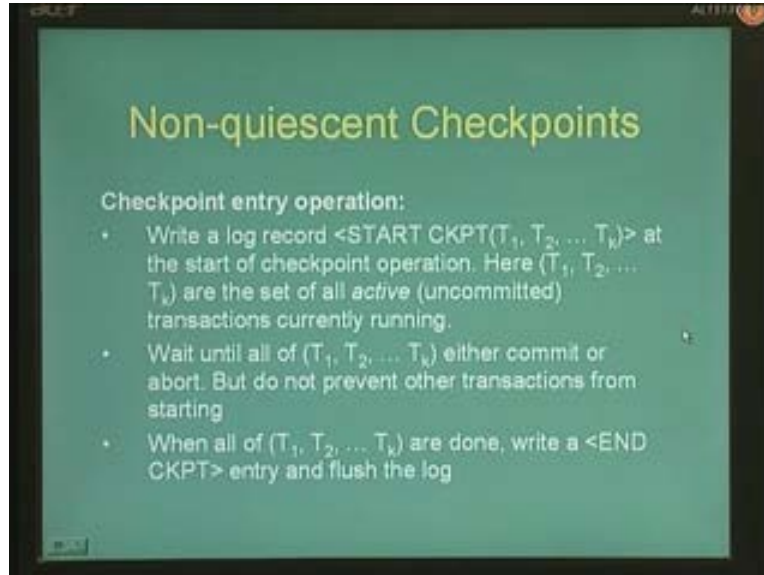 acer
Non-quiescent Checkpoints
Checkpoint entry operation:
• Write a log record <START CKPT(T₁, T₂, ... Tₖ)> at
the start of checkpoint operation. Here (T₁, T₂, ...
Tₖ) are the set of all active (uncommitted)
transactions currently running.
• Wait until all of (T₁, T₂, ... Tₖ) either commit or
abort. But do not prevent other transactions from
starting
• When all of (T₁, T₂, ... Tₖ) are done, write a <END
CKPT> entry and flush the log